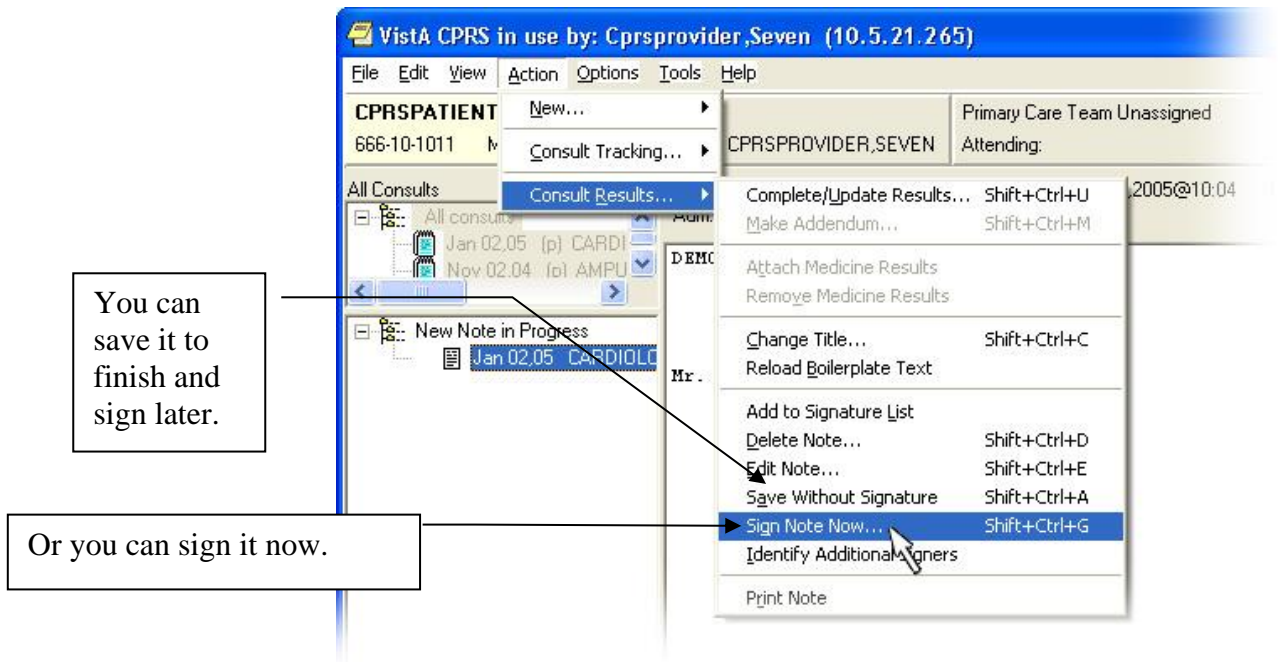 VistA CPRS in use by: Cprsprovider,Seven (10.5.21.265)
File Edit View Action Options Tools Help
CPRSPATIENT
666-10-1011 M
CPRSPROVIDER,SEVEN
Primary Care Team Unassigned
Attending:
New...
Consult Tracking...
Consult Results...
All Consults
All consults
Jan 02,05 (p) CARDI
Nov 02,04 (p) AMPU
,2005@10:04
DEMO
Mr.
New Note in Progress
Jan 02,05 CARDIOLO
Complete/Update Results... Shift+Ctrl+U
Make Addendum... Shift+Ctrl+M
Attach Medicine Results
Remove Medicine Results
Change Title... Shift+Ctrl+C
Reload Boilerplate Text
Add to Signature List
Delete Note... Shift+Ctrl+D
Edit Note... Shift+Ctrl+E
Save Without Signature Shift+Ctrl+A
Sign Note Now... Shift+Ctrl+G
Identify Additional Signers
Print Note
You can
save it to
finish and
sign later.
Or you can sign it now.